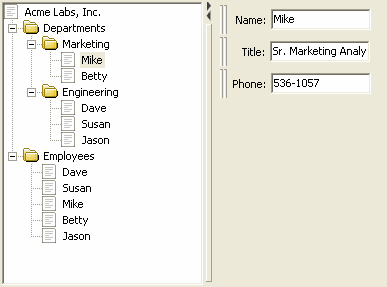 Acme Labs, Inc.
Departments
Marketing
Mike
Betty
Engineering
Dave
Susan
Jason
Employees
Dave
Susan
Mike
Betty
Jason
Name: Mike
Title: Sr. Marketing Analy
Phone: 536-1057